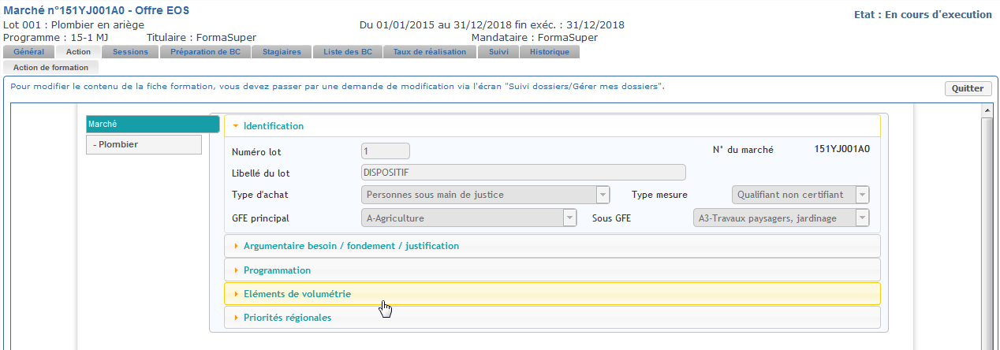 Marché n°151YJ001A0 - Offre EOS
Etat : En cours d'execution
Lot 001 : Plombier en ariège Du 01/01/2015 au 31/12/2018 fin exéc. : 31/12/2018
Programme : 15-1 MJ Titulaire : FormaSuper Mandataire : FormaSuper
Général Action Sessions Préparation de BC Stagiaires Liste des BC Taux de réalisation Suivi Historique
Action de formation
Pour modifier le contenu de la fiche formation, vous devez passer par une demande de modification via l'écran "Suivi dossiers/Gérer mes dossiers".
Quitter
Marché
- Plombier
Identification
Numéro lot 1 N° du marché 151YJ001A0
Libellé du lot DISPOSITIF
Type d'achat Personnes sous main de justice Type mesure Qualifiant non certifiant
GFE principal A-Agriculture Sous GFE A3-Travaux paysagers, jardinage
Argumentaire besoin / fondement / justification
Programmation
Eléments de volumétrie
Priorités régionales